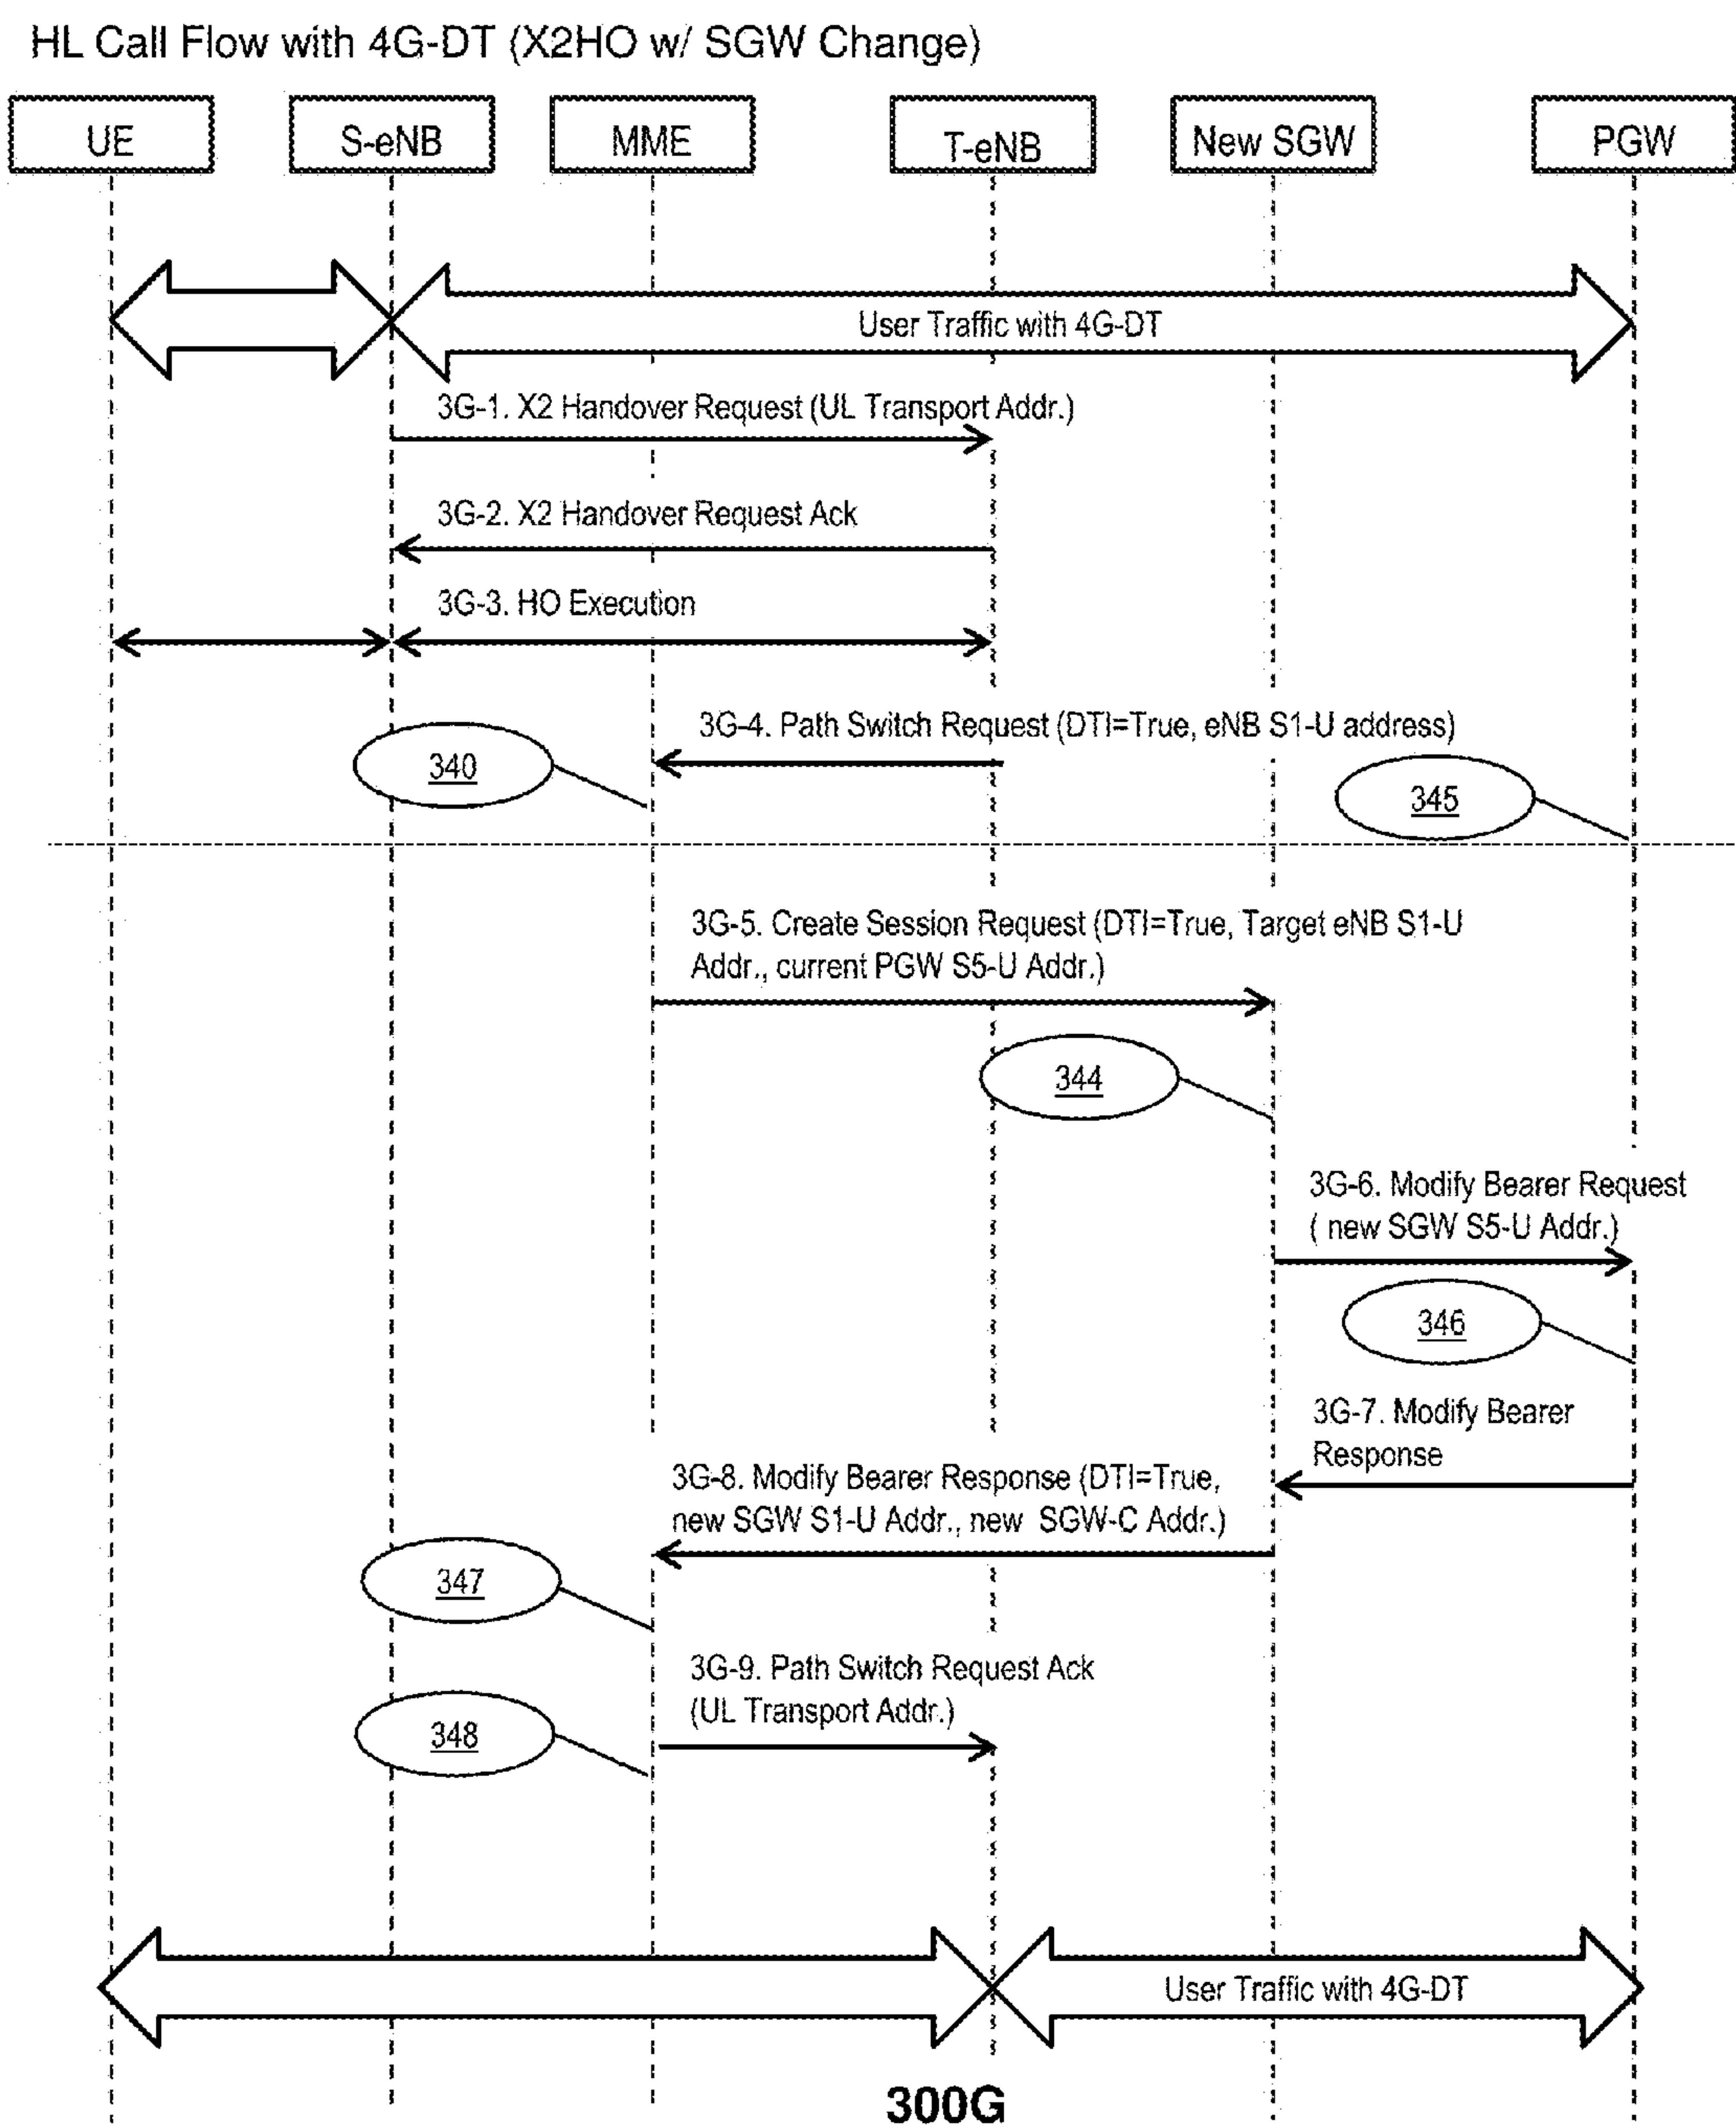 HL Call Flow with 4G-DT (X2HO w/ SGW Change)
UE
S-eNB
MME
T-eNB
New SGW
PGW
User Traffic with 4G-DT
3G-1. X2 Handover Request (UL Transport Addr.)
3G-2. X2 Handover Request Ack
3G-3. HO Execution
3G-4. Path Switch Request (DTI=True, eNB S1-U address)
340
345
3G-5. Create Session Request (DTI=True, Target eNB S1-U
Addr., current PGW S5-U Addr.)
344
3G-6. Modify Bearer Request
( new SGW S5-U Addr.)
346
3G-7. Modify Bearer
Response
3G-8. Modify Bearer Response (DTI=True,
new SGW S1-U Addr., new SGW-C Addr.)
347
3G-9. Path Switch Request Ack
(UL Transport Addr.)
348
User Traffic with 4G-DT
300G